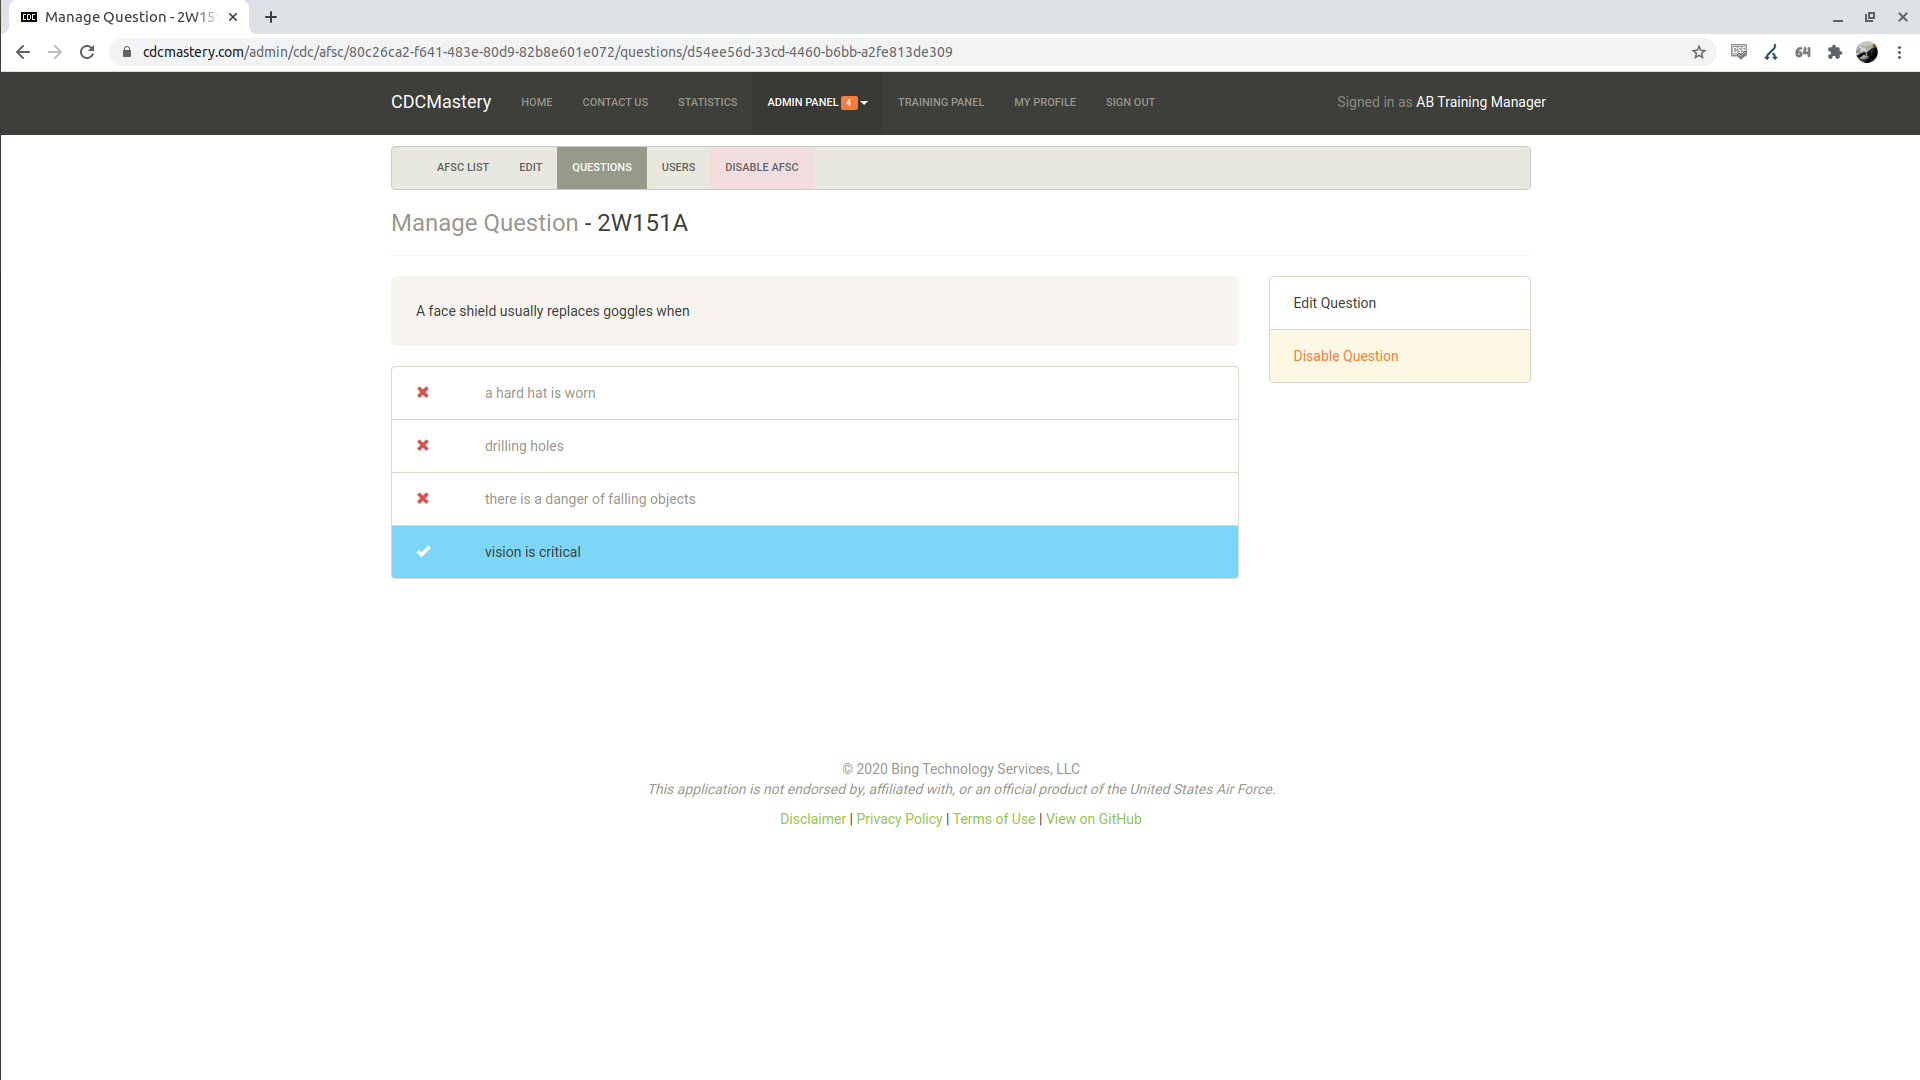 Manage Question - 2W151
cdcmastery.com/admin/cdc/afsc/80c26ca2-f641-483e-80d9-82b8e601e072/questions/d54ee56d-33cd-4460-b6bb-a2fe813de309
CSS
64
CDCMastery HOME CONTACT US STATISTICS ADMIN PANEL 4 TRAINING PANEL MY PROFILE SIGN OUT Signed in as AB Training Manager
AFSC LIST EDIT QUESTIONS USERS DISABLE AFSC
Manage Question - 2W151A
A face shield usually replaces goggles when
a hard hat is worn
drilling holes
there is a danger of falling objects
vision is critical
Edit Question
Disable Question
© 2020 Bing Technology Services, LLC
This application is not endorsed by, affiliated with, or an official product of the United States Air Force.
Disclaimer | Privacy Policy | Terms of Use | View on GitHub